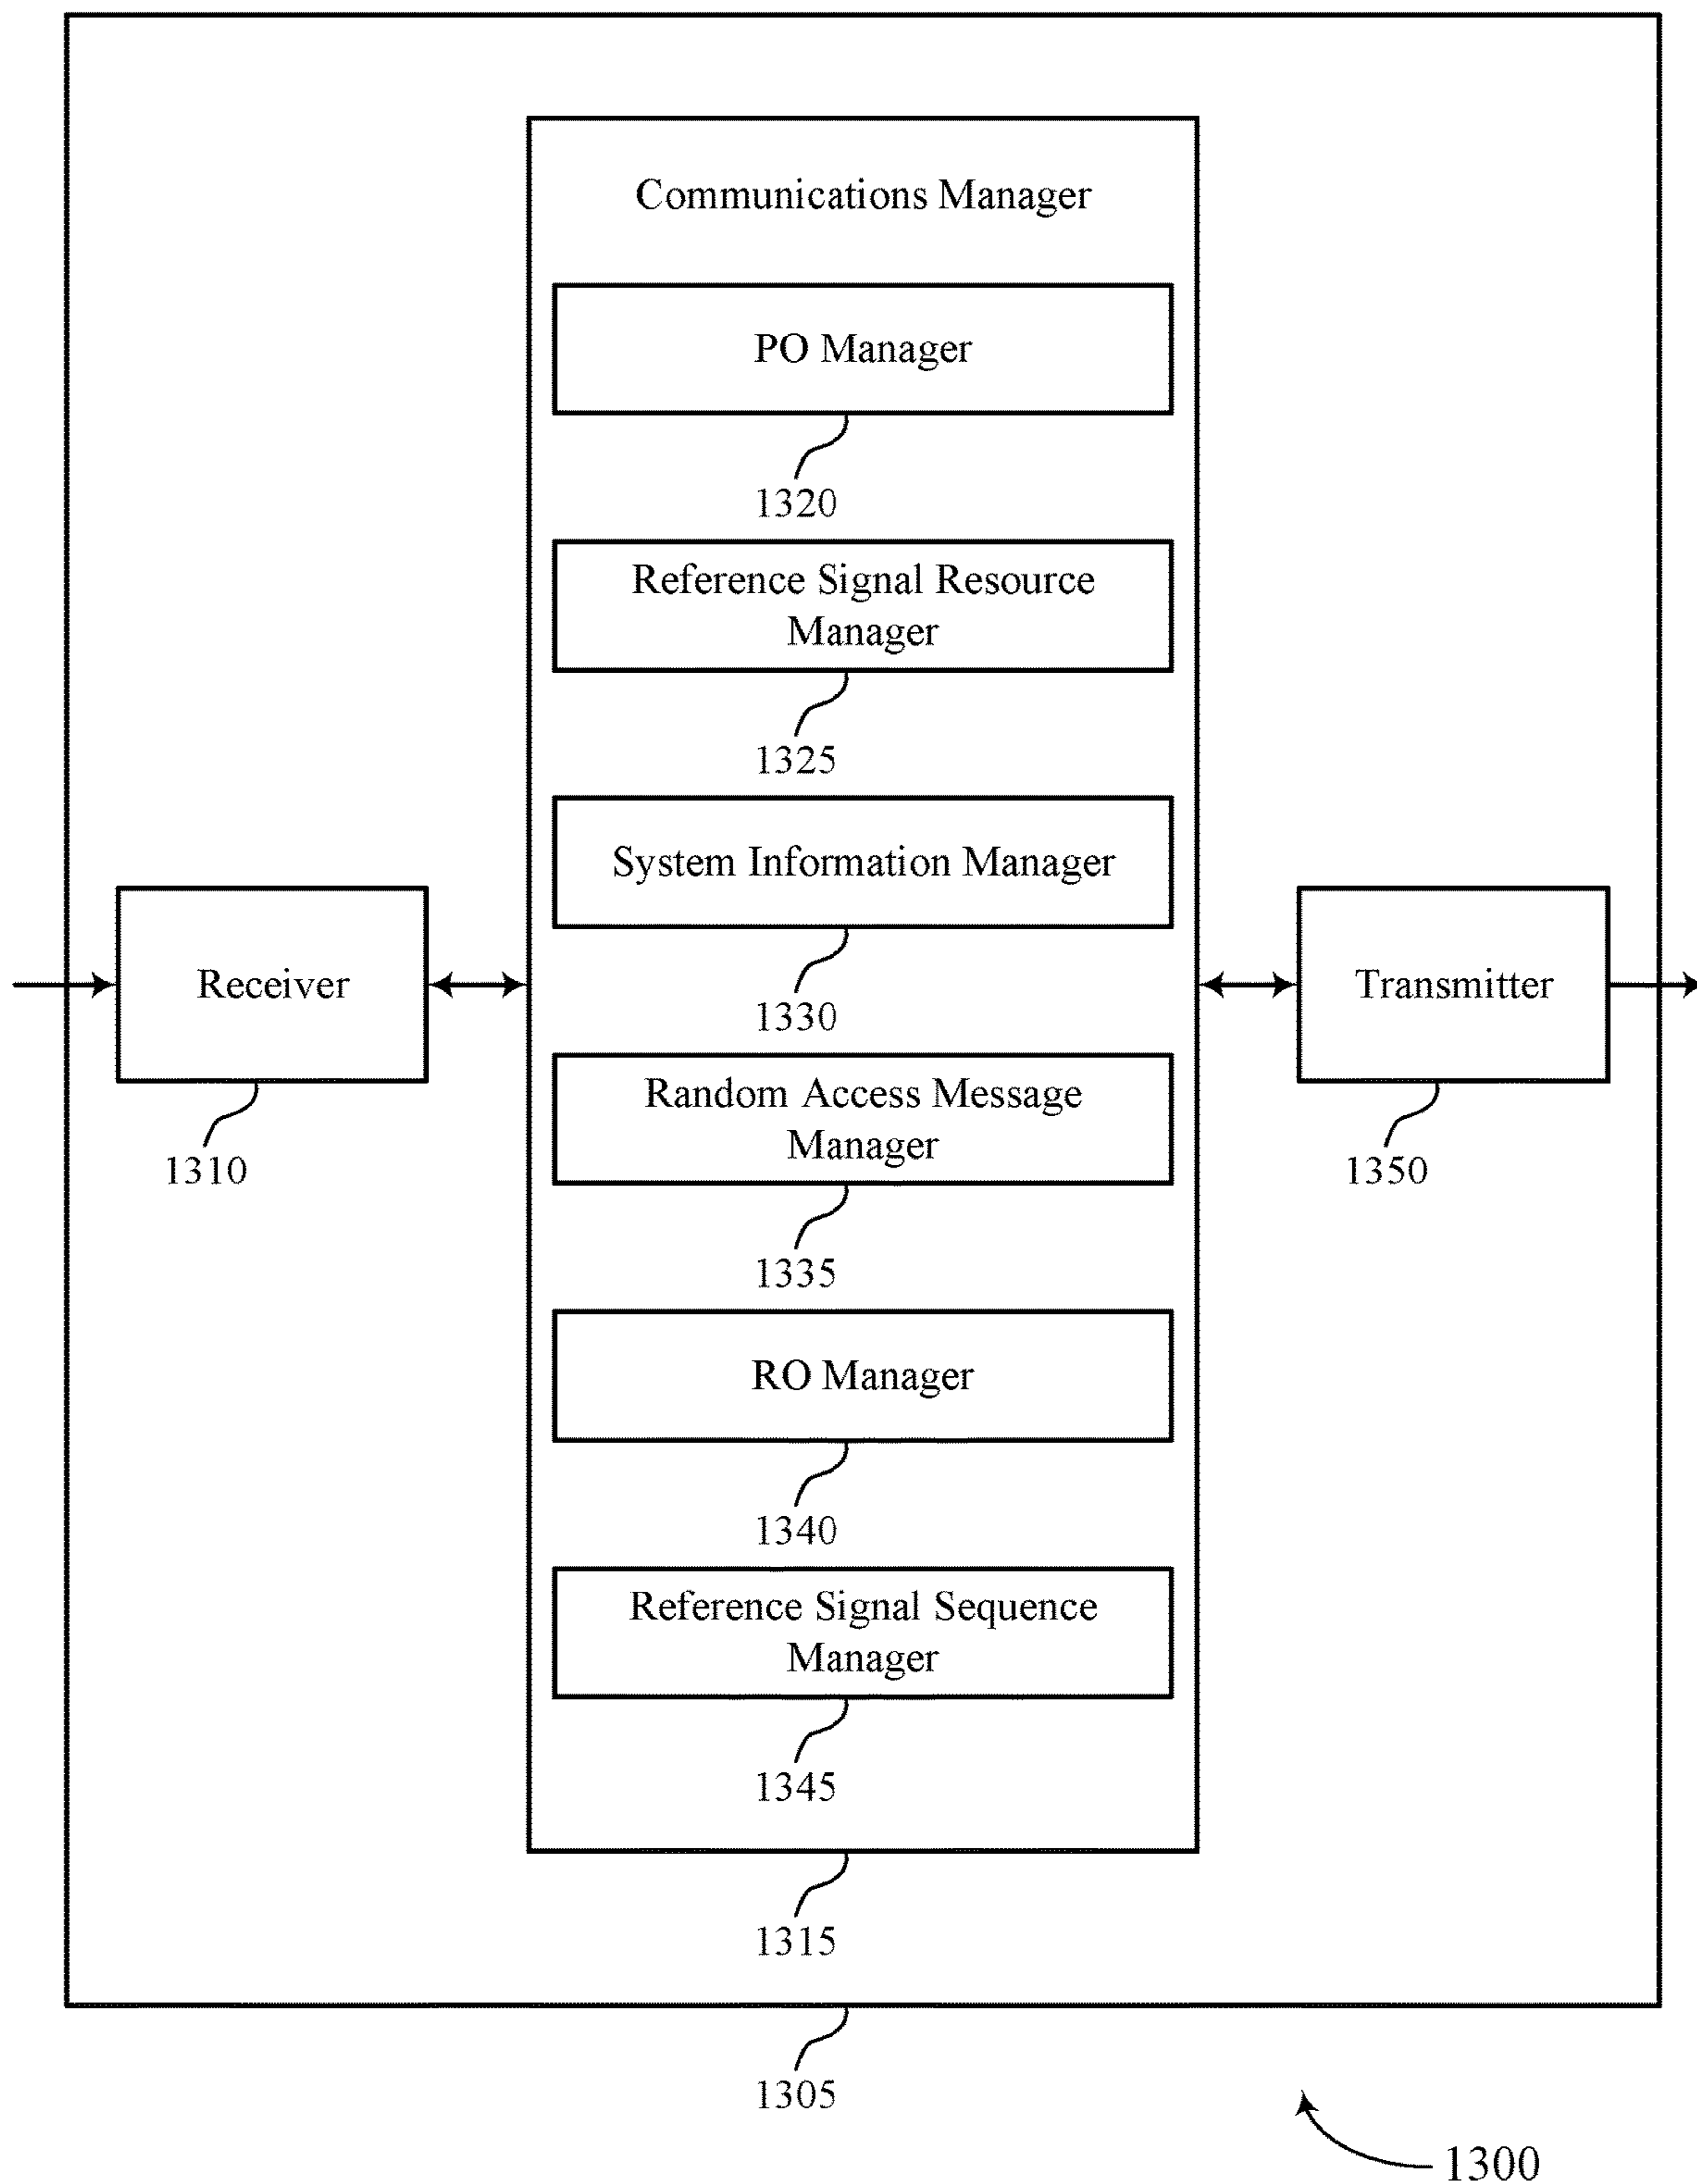 Communications Manager
PO Manager
1320
Reference Signal Resource
Manager
1325
System Information Manager
1330
Receiver
1310
Transmitter
1350
Random Access Message
Manager
1335
RO Manager
1340
Reference Signal Sequence
Manager
1345
1315
1305
1300